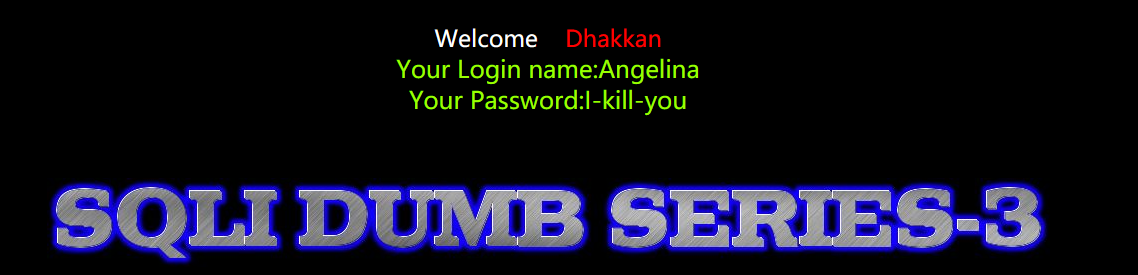 Welcome Dhakkan
Your Login name:Angelina
Your Password:I-kill-you
SQLI DUMB SERIES-3